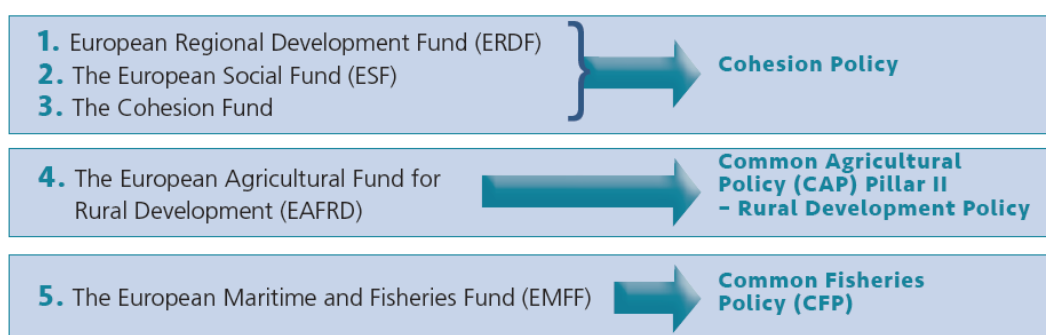 1. European Regional Development Fund (ERDF)
2. The European Social Fund (ESF)
3. The Cohesion Fund
Cohesion Policy
4. The European Agricultural Fund for
Rural Development (EAFRD)
Common Agricultural
Policy (CAP) Pillar II
– Rural Development Policy
5. The European Maritime and Fisheries Fund (EMFF)
Common Fisheries
Policy (CFP)